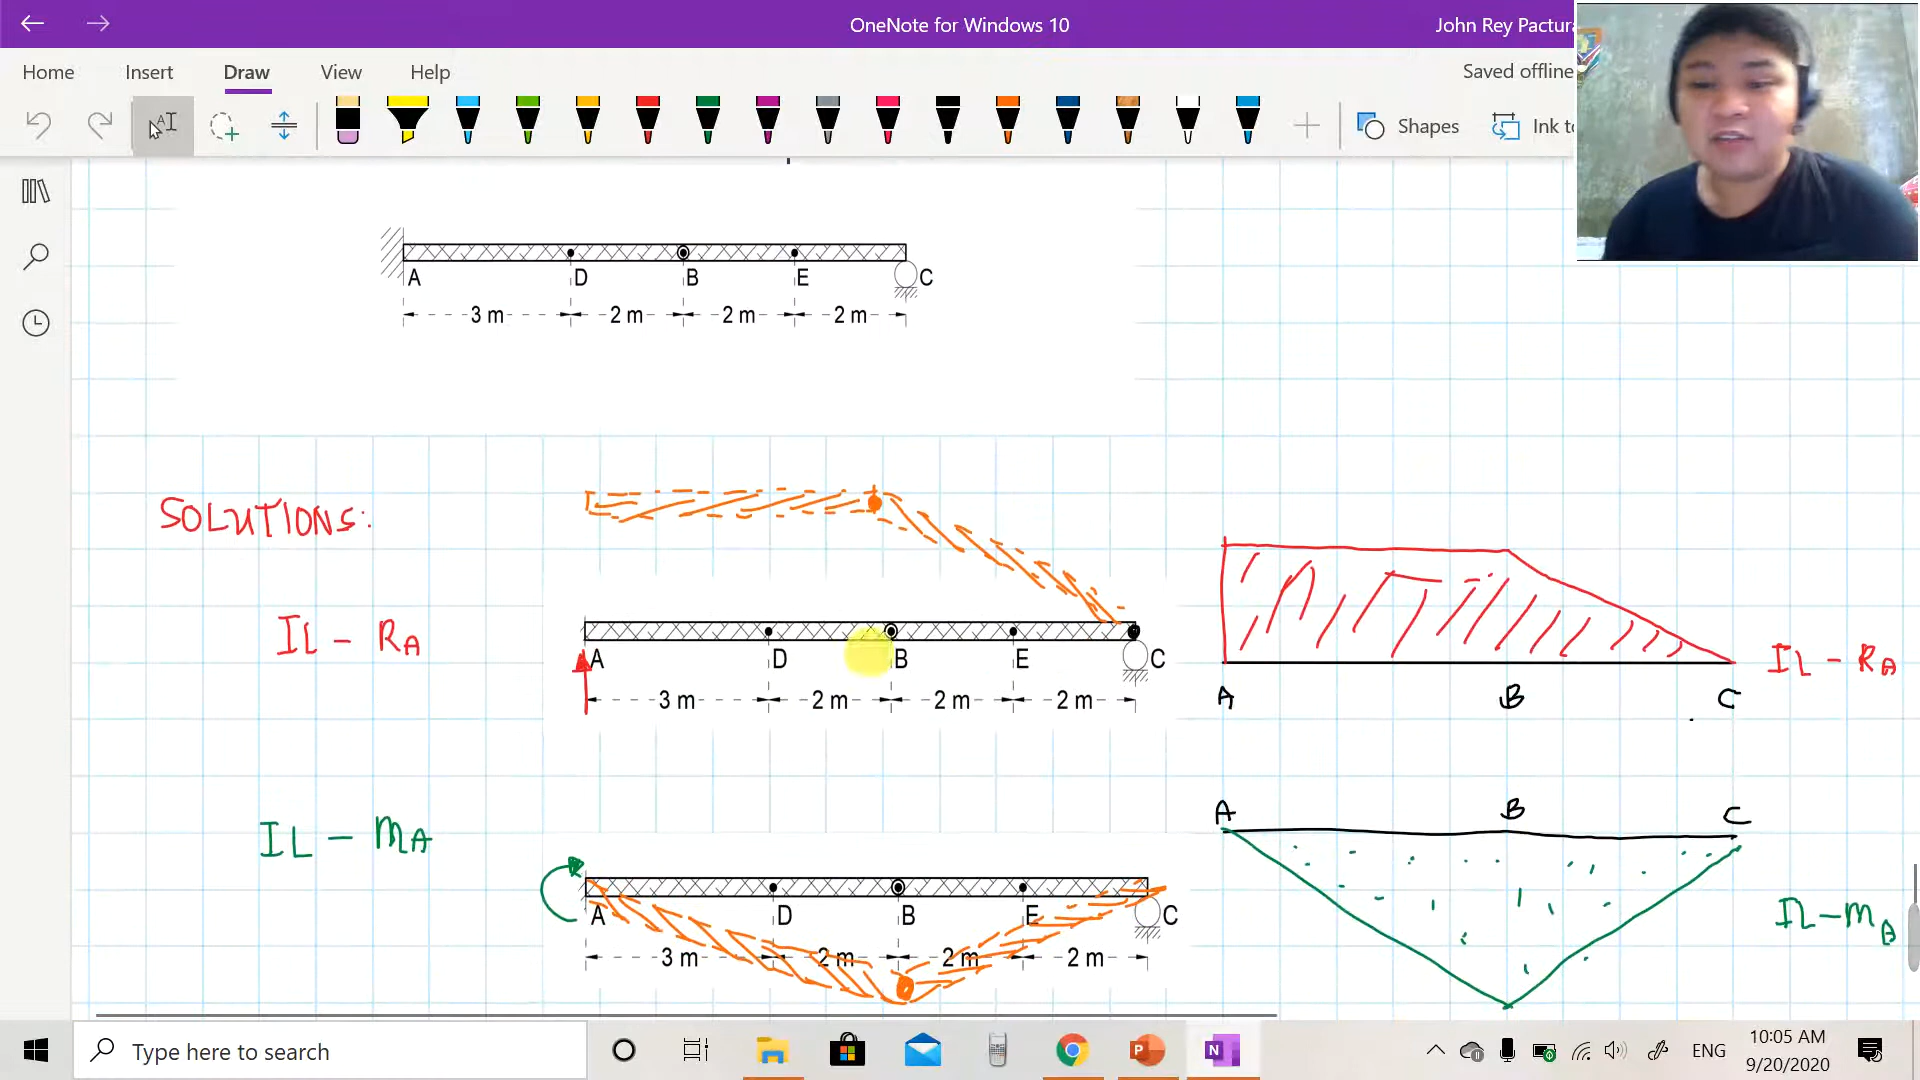 OneNote for Windows 10
John Rey Pactura
Home Insert Draw View Help
Saved offline
Shapes
Ink to
A D B E C
3 m 2 m 2 m 2 m
SOLUTIONS:
IL - RA
A D B E C
3 m 2 m 2 m 2 m
IL - RA
A B C
IL - MA
A B C
A D B E C
3 m 2 m 2 m 2 m
IL - MA
Type here to search
ENG
10:05 AM
9/20/2020